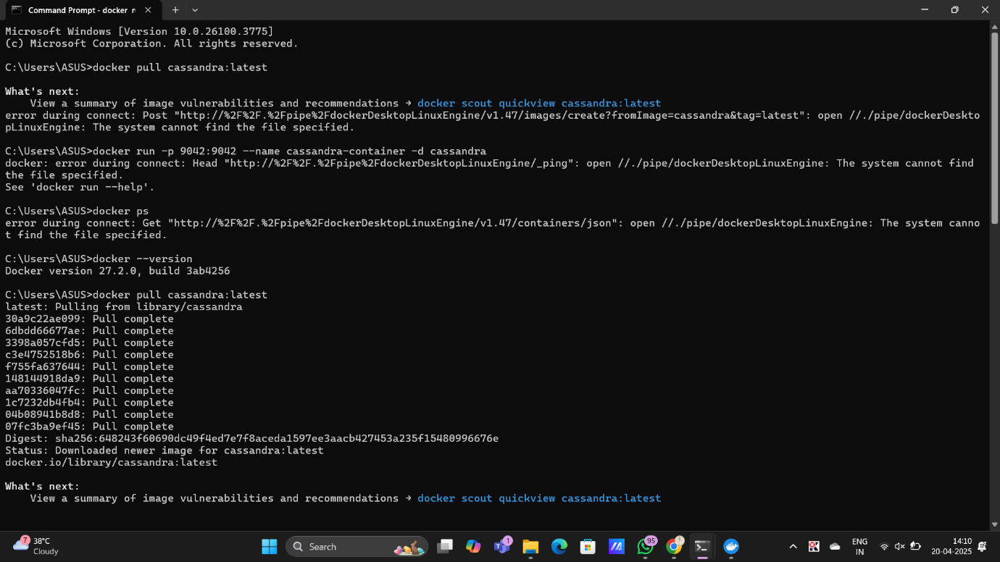 Command Prompt - docker r
Microsoft Windows [Version 10.0.26100.3775]
(c) Microsoft Corporation. All rights reserved.
C:\Users\ASUS>docker pull cassandra:latest
What's next:
View a summary of image vulnerabilities and recommendations → docker scout quickview cassandra:latest
error during connect: Post "http://%2F%2F.%2Fpipe%2FdockerDesktopLinuxEngine/v1.47/images/create?fromImage=cassandra&tag=latest": open //./pipe/dockerDeskto
pLinuxEngine: The system cannot find the file specified.
C:\Users\ASUS>docker run -p 9042:9042 --name cassandra-container -d cassandra
docker: error during connect: Head "http://%2F%2F.%2Fpipe%2FdockerDesktopLinuxEngine/_ping": open //./pipe/dockerDesktopLinuxEngine: The system cannot find
the file specified.
See 'docker run --help'.
C:\Users\ASUS>docker ps
error during connect: Get "http://%2F%2F.%2Fpipe%2FdockerDesktopLinuxEngine/v1.47/containers/json": open //./pipe/dockerDesktopLinuxEngine: The system canno
t find the file specified.
C:\Users\ASUS>docker --version
Docker version 27.2.0, build 3ab4256
C:\Users\ASUS>docker pull cassandra:latest
latest: Pulling from library/cassandra
30a9c22ae099: Pull complete
6dbdd66677ae: Pull complete
3398a057cfd5: Pull complete
c3e4752518b6: Pull complete
f755fa637644: Pull complete
148144918da9: Pull complete
aa70336047fc: Pull complete
1c7232db4fb4: Pull complete
04b08941b8d8: Pull complete
07fc3ba9ef45: Pull complete
Digest: sha256:648243f60690dc49f4ed7e7f8aceda1597ee3aacb427453a235f15480996676e
Status: Downloaded newer image for cassandra:latest
docker.io/library/cassandra:latest
What's next:
View a summary of image vulnerabilities and recommendations → docker scout quickview cassandra:latest
7
38°C
Cloudy
Search
1
95
ENG
IN
14:10
20-04-2025